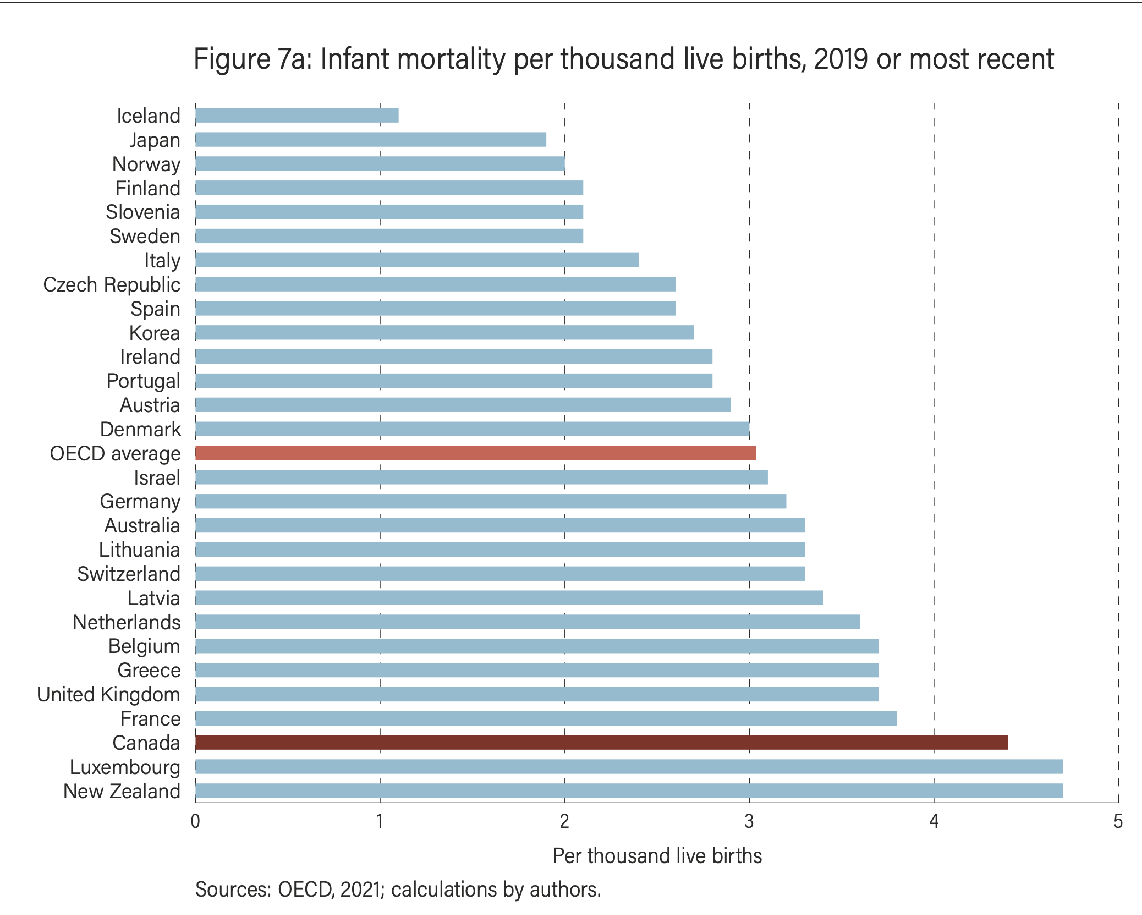 Figure 7a: Infant mortality per thousand live births, 2019 or most recent
Iceland
Japan
Norway
Finland
Slovenia
Sweden
Italy
Czech Republic
Spain
Korea
Ireland
Portugal
Austria
Denmark
OECD average
Israel
Germany
Australia
Lithuania
Switzerland
Latvia
Netherlands
Belgium
Greece
United Kingdom
France
Canada
Luxembourg
New Zealand
0 1 2 3 4 5
Per thousand live births
Sources: OECD, 2021; calculations by authors.